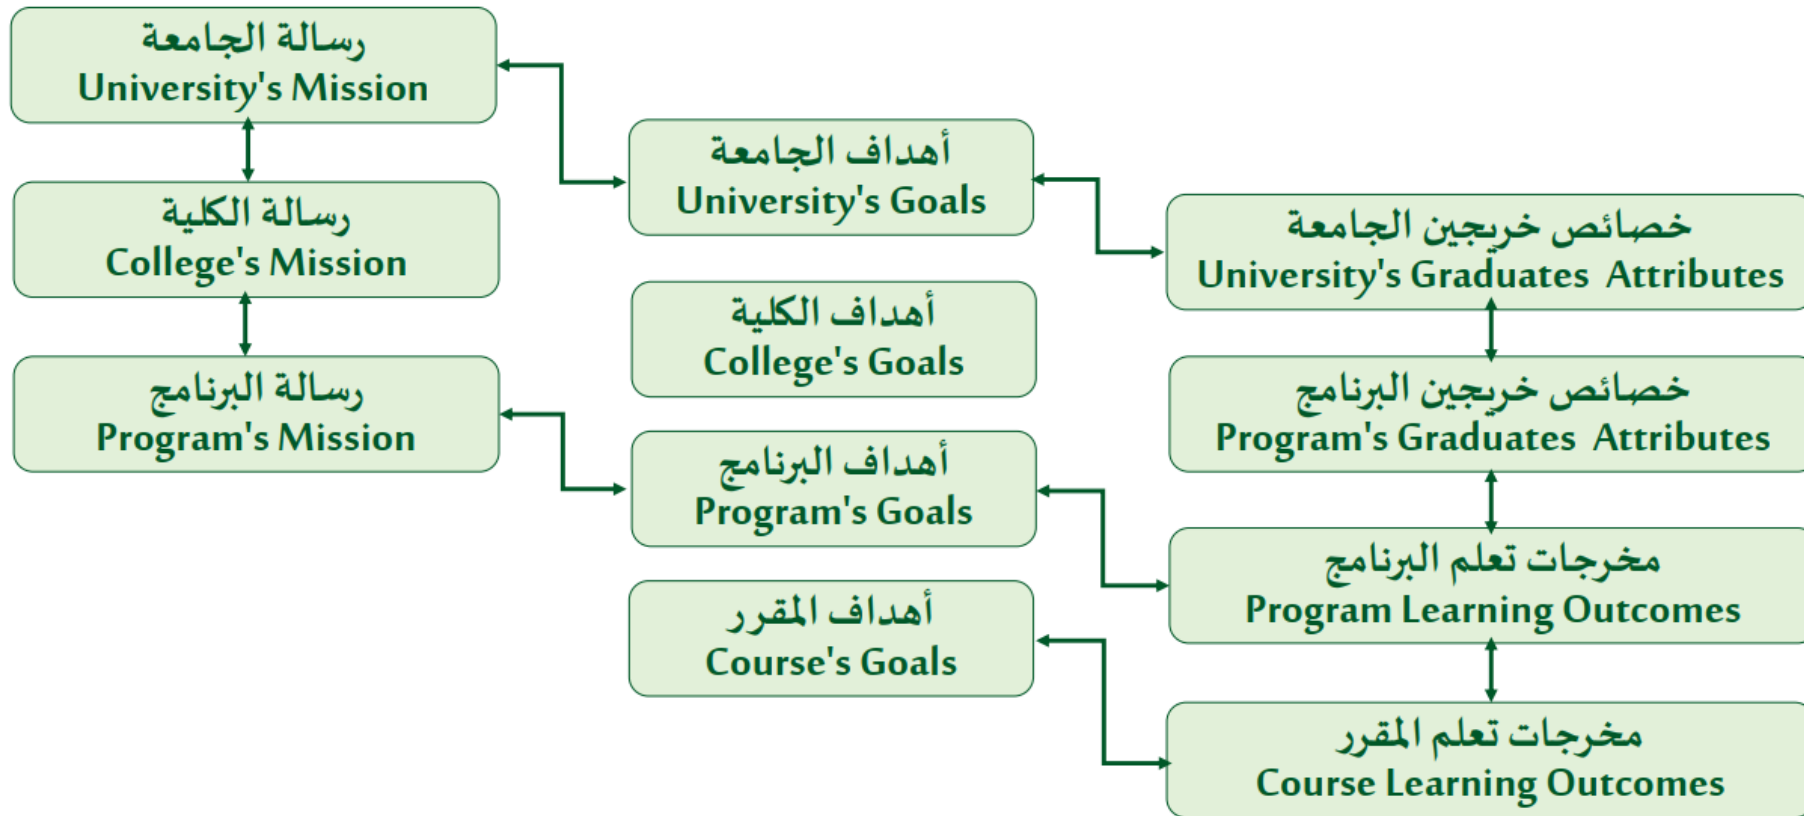 رسالة الجامعة
University's Mission
رسالة الكلية
College's Mission
رسالة البرنامج
Program's Mission
أهداف الجامعة
University's Goals
أهداف الكلية
College's Goals
أهداف البرنامج
Program's Goals
أهداف المقرر
Course's Goals
خصائص خريجين الجامعة
University's Graduates Attributes
خصائص خريجين البرنامج
Program's Graduates Attributes
مخرجات تعلم البرنامج
Program Learning Outcomes
مخرجات تعلم المقرر
Course Learning Outcomes